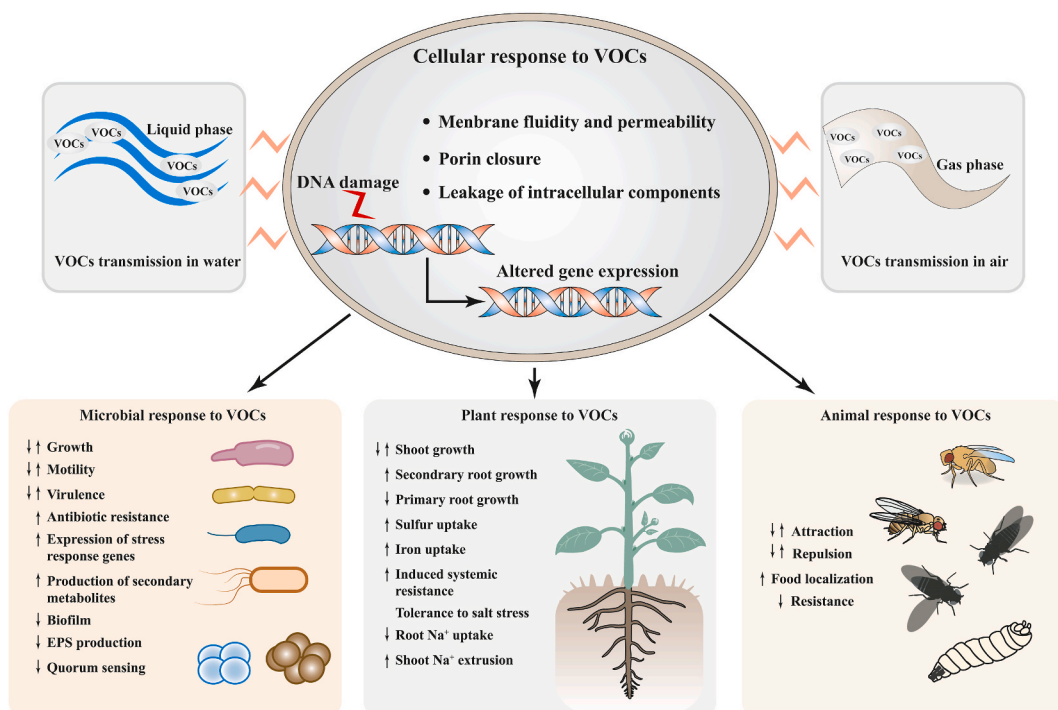 Cellular response to VOCs
• Menbrane fluidity and permeability
• Porin closure
• Leakage of intracellular components
DNA damage
Altered gene expression
Liquid phase
VOCs
VOCs
VOCs
VOCs
VOCs transmission in water
VOCs
VOCs
VOCs
VOCs
Gas phase
VOCs transmission in air
Microbial response to VOCs
↓↑ Growth
↓↑ Motility
↓↑ Virulence
↑ Antibiotic resistance
↑ Expression of stress
response genes
↑ Production of secondary
metabolites
↓ Biofilm
↓ EPS production
↓ Quorum sensing
Plant response to VOCs
↓↑ Shoot growth
↑ Secondrary root growth
↓ Primary root growth
↑ Sulfur uptake
↑ Iron uptake
↑ Induced systemic
resistance
Tolerance to salt stress
↓ Root Na⁺ uptake
↑ Shoot Na⁺ extrusion
Animal response to VOCs
↓↑ Attraction
↓↑ Repulsion
↑ Food localization
↓ Resistance